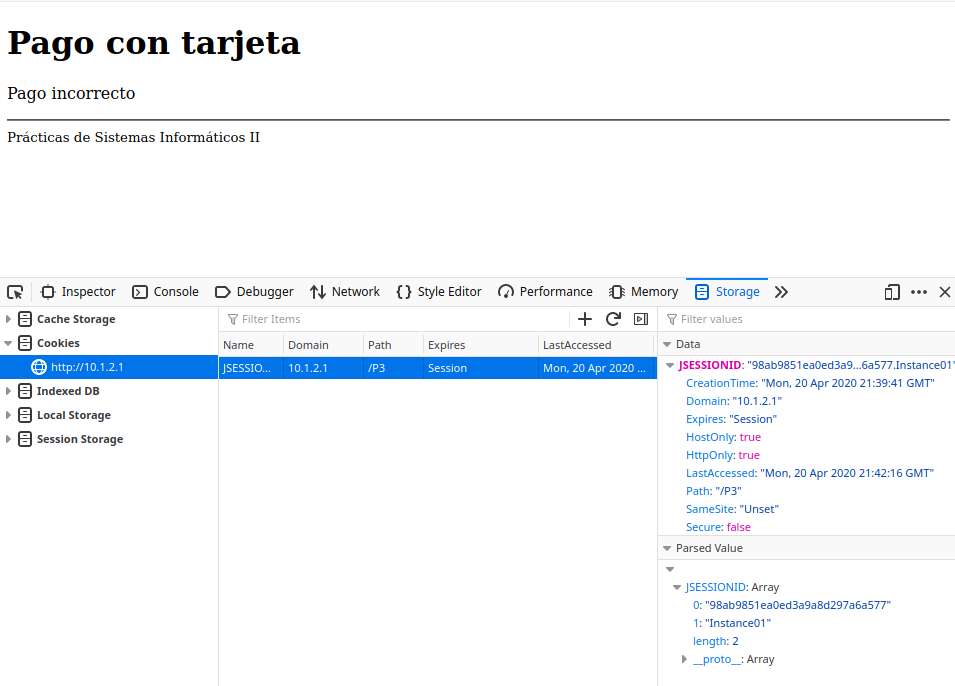 Pago con tarjeta
Pago incorrecto
Prácticas de Sistemas Informáticos II
Inspector Console Debugger Network Style Editor Performance Memory Storage
Cache Storage
Cookies
http://10.1.2.1
Indexed DB
Local Storage
Session Storage
Filter Items
Name Domain Path Expires LastAccessed
JSESSIO... 10.1.2.1 /P3 Session Mon, 20 Apr 2020 ...
Filter values
Data
JSESSIONID: "98ab9851ea0ed3a9...6a577.Instance01"
CreationTime: "Mon, 20 Apr 2020 21:39:41 GMT"
Domain: "10.1.2.1"
Expires: "Session"
HostOnly: true
HttpOnly: true
LastAccessed: "Mon, 20 Apr 2020 21:42:16 GMT"
Path: "/P3"
SameSite: "Unset"
Secure: false
Parsed Value
JSESSIONID: Array
0: "98ab9851ea0ed3a9a8d297a6a577"
1: "Instance01"
length: 2
__proto__: Array